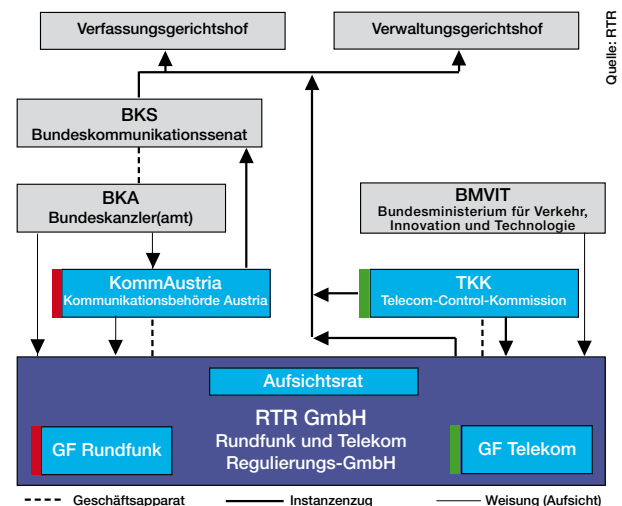 Verfassungsgerichtshof
Verwaltungsgerichtshof
Quelle: RTR
BKS
Bundeskommunikationssenat
BKA
Bundeskanzler(amt)
BMVIT
Bundesministerium für Verkehr,
Innovation und Technologie
KommAustria
Kommunikationsbehörde Austria
TKK
Telecom-Control-Kommission
Aufsichtsrat
RTR GmbH
Rundfunk und Telekom
Regulierungs-GmbH
GF Rundfunk
GF Telekom
Geschäftsapparat
Instanzenzug
Weisung (Aufsicht)